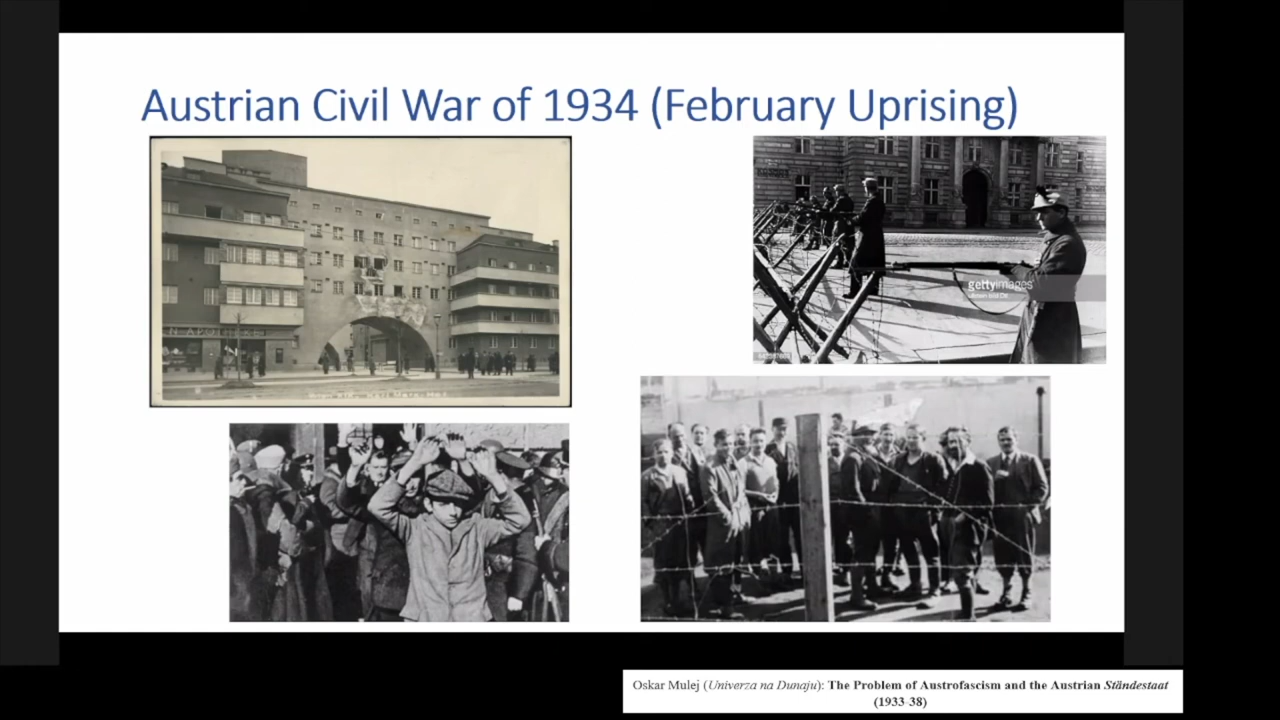 Austrian Civil War of 1934 (February Uprising)
gettyimages
Oskar Mulej (Univerza na Dunaju): The Problem of Austrofascism and the Austrian Ständestaat
(1933-38)